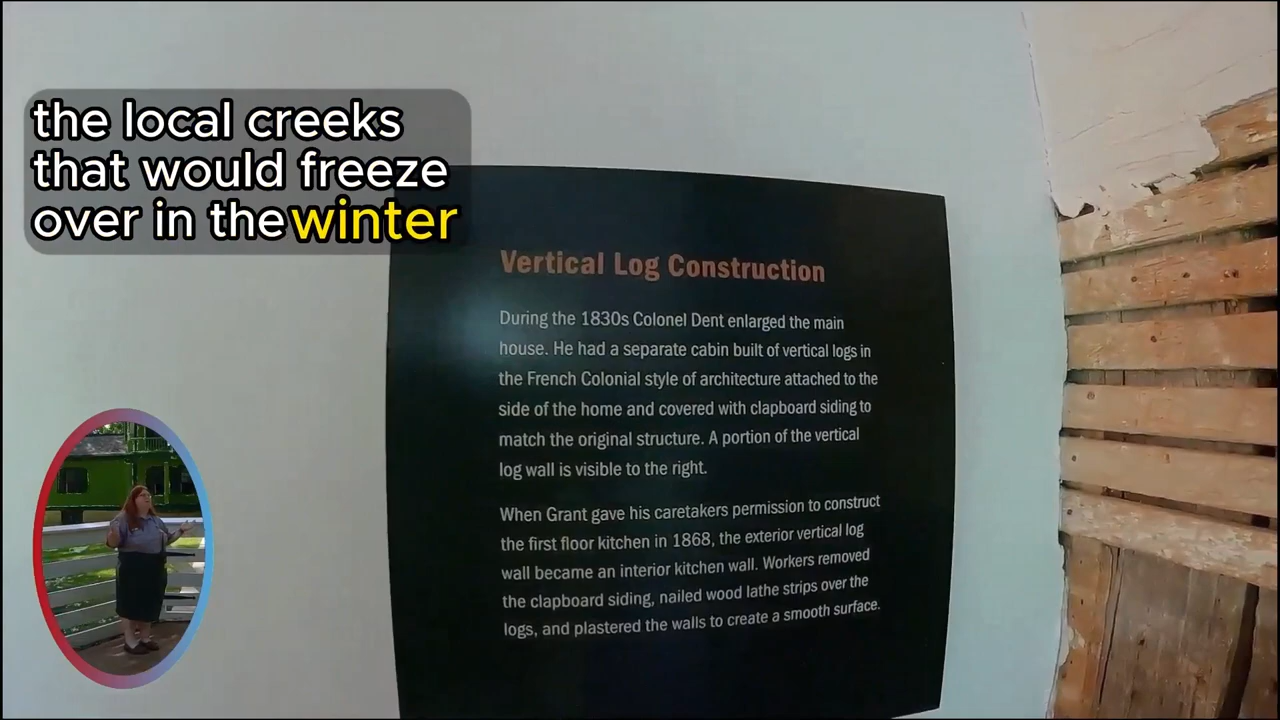 the local creeks
that would freeze
over in the winter
Vertical Log Construction
During the 1830s Colonel Dent enlarged the main
house. He had a separate cabin built of vertical logs in
the French Colonial style of architecture attached to the
side of the home and covered with clapboard siding to
match the original structure. A portion of the vertical
log wall is visible to the right.
When Grant gave his caretakers permission to construct
the first floor kitchen in 1868, the exterior vertical log
wall became an interior kitchen wall. Workers removed
the clapboard siding, nailed wood lathe strips over the
logs, and plastered the walls to create a smooth surface.